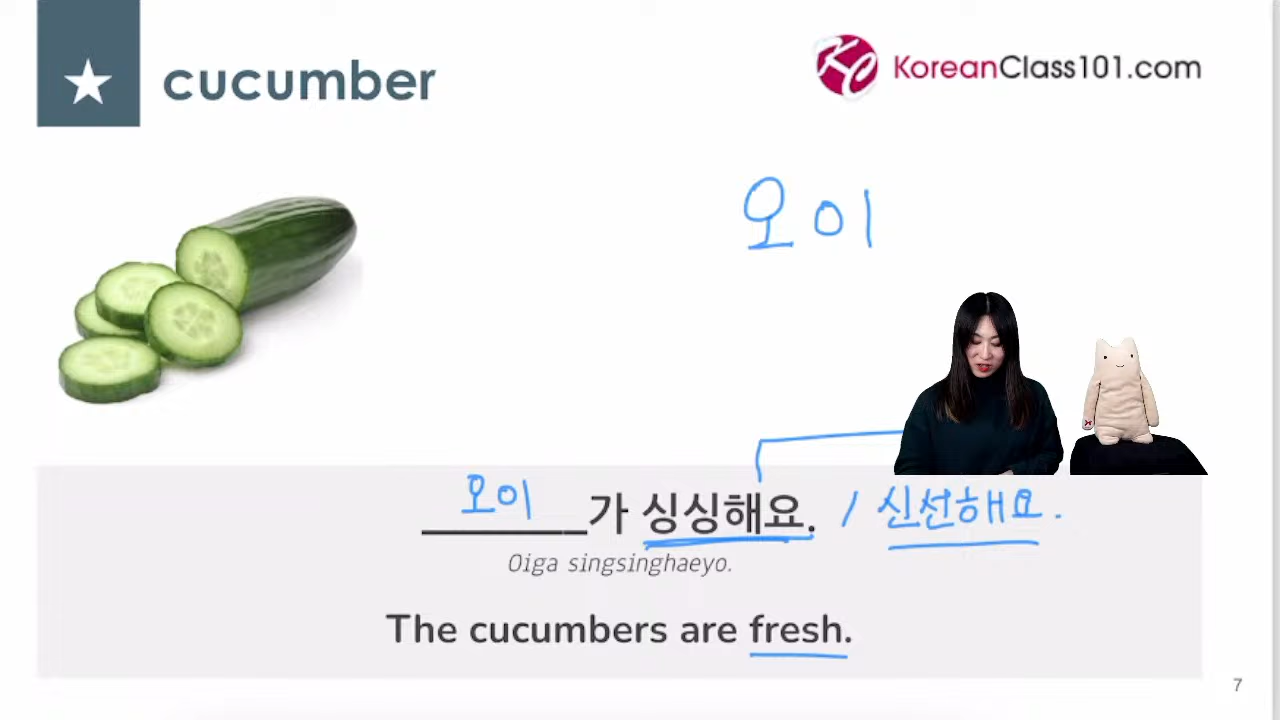 cucumber
KoreanClass101.com
오이
오이가 싱싱해요. / 신선해요.
Oiga singsinghaeyo.
The cucumbers are fresh.
7